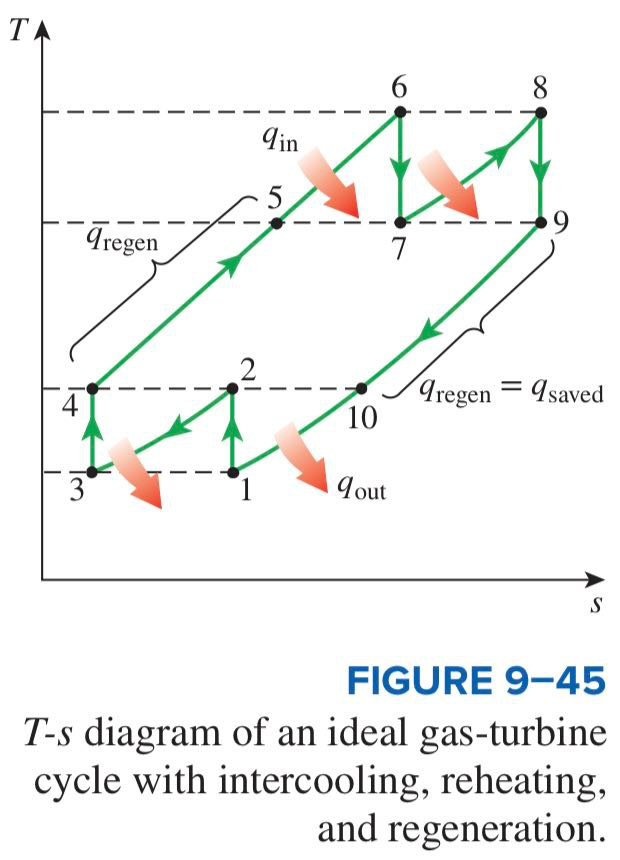 T
6
8
q_in
5
q_regen
7
9
2
4
10
q_regen = q_saved
3
1
q_out
s
FIGURE 9–45
T-s diagram of an ideal gas-turbine
cycle with intercooling, reheating,
and regeneration.